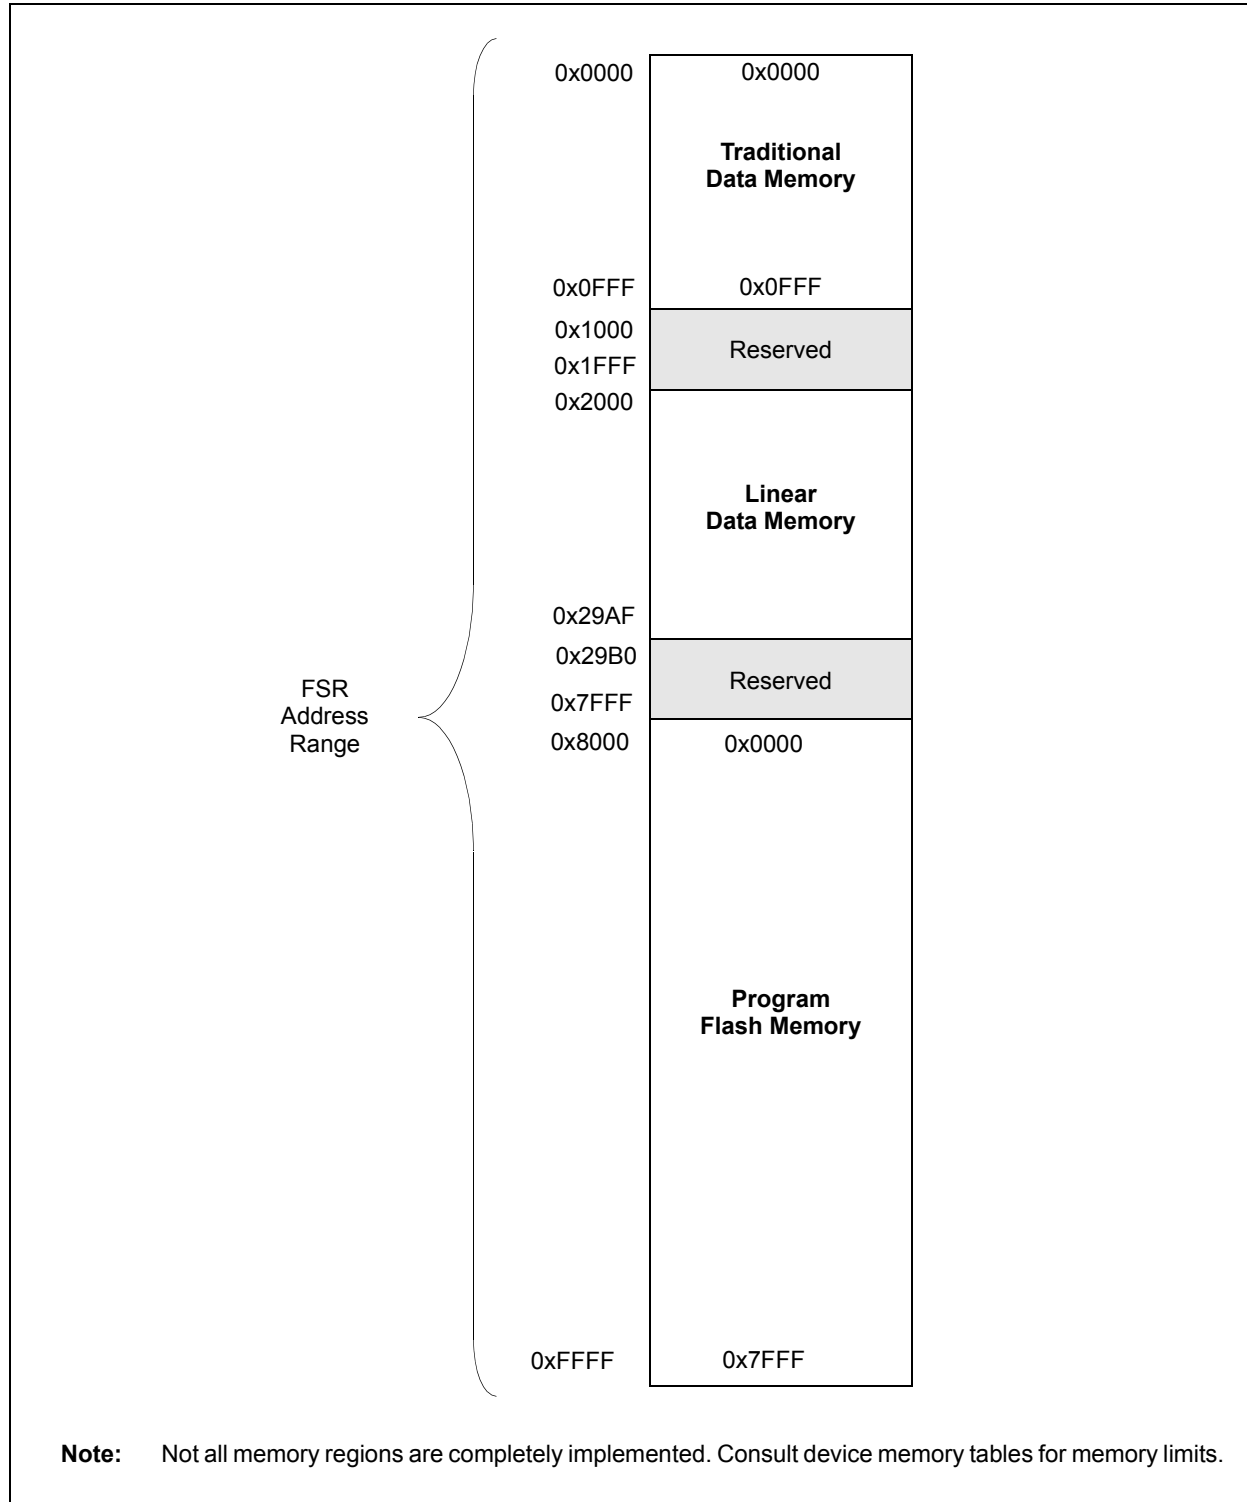 0x0000 0x0000
Traditional
Data Memory
0x0FFF 0x0FFF
0x1000
Reserved
0x1FFF
0x2000
Linear
Data Memory
0x29AF
0x29B0
Reserved
0x7FFF
FSR
Address
Range
0x8000 0x0000
Program
Flash Memory
0xFFFF 0x7FFF
Note: Not all memory regions are completely implemented. Consult device memory tables for memory limits.